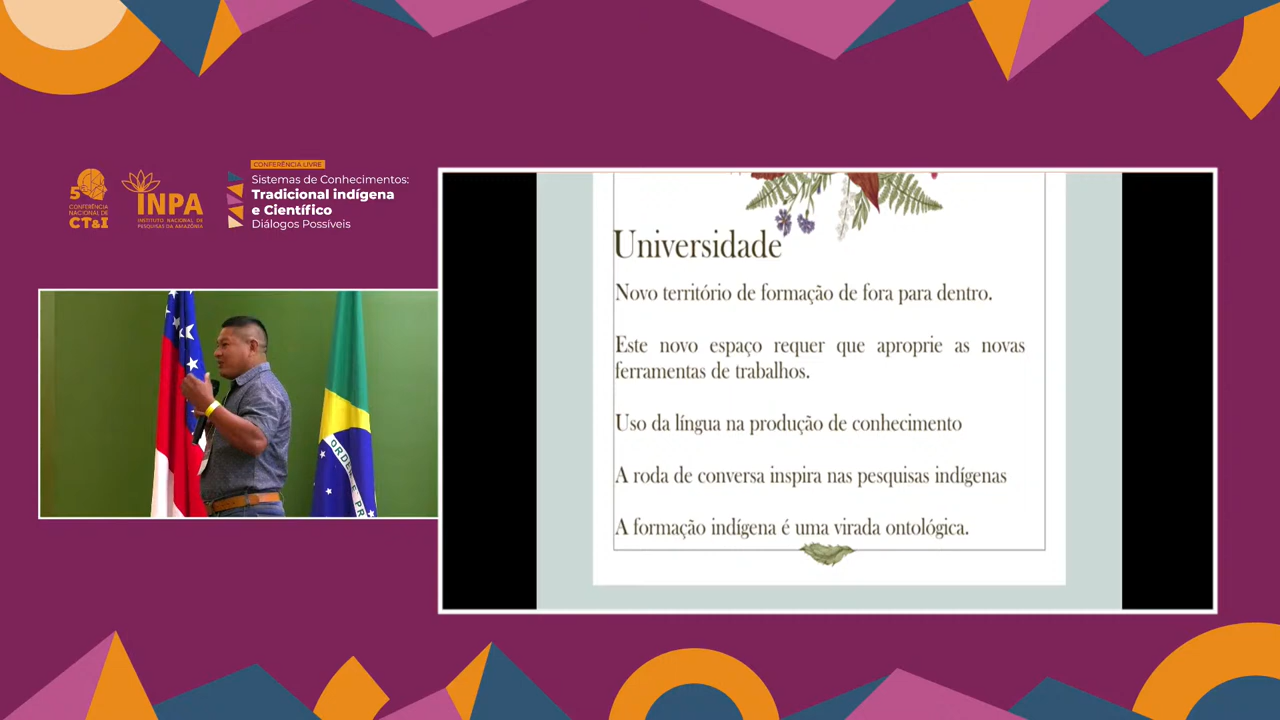 CONFERÊNCIA LIVRE
Sistemas de Conhecimentos:
Tradicional indígena
e Científico
Diálogos Possíveis
5
CONFERÊNCIA
NACIONAL DE
CT&I
INPA
INSTITUTO NACIONAL DE
PESQUISAS DA AMAZÔNIA
Universidade
Novo território de formação de fora para dentro.
Este novo espaço requer que aproprie as novas
ferramentas de trabalhos.
Uso da língua na produção de conhecimento
A roda de conversa inspira nas pesquisas indígenas
A formação indígena é uma virada ontológica.
ORDEM E PR